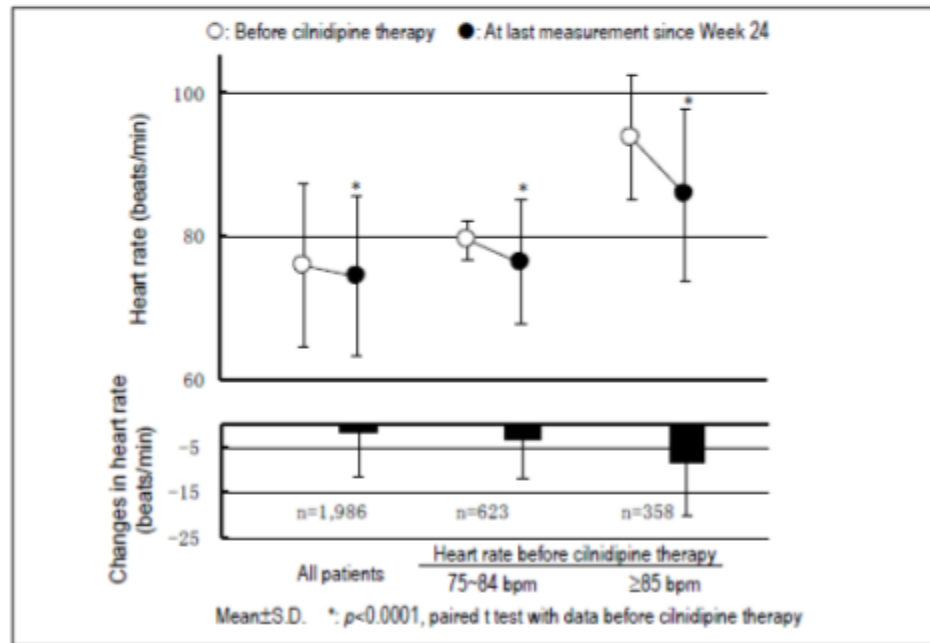 ○: Before cilnidipine therapy ●: At last measurement since Week 24
Heart rate (beats/min)
100
80
60
*
*
*
Changes in heart rate
(beats/min)
-5
-15
-25
n=1,986
n=623
n=358
All patients
Heart rate before cilnidipine therapy
75~84 bpm
≥85 bpm
Mean±S.D. *: p<0.0001, paired t test with data before cilnidipine therapy